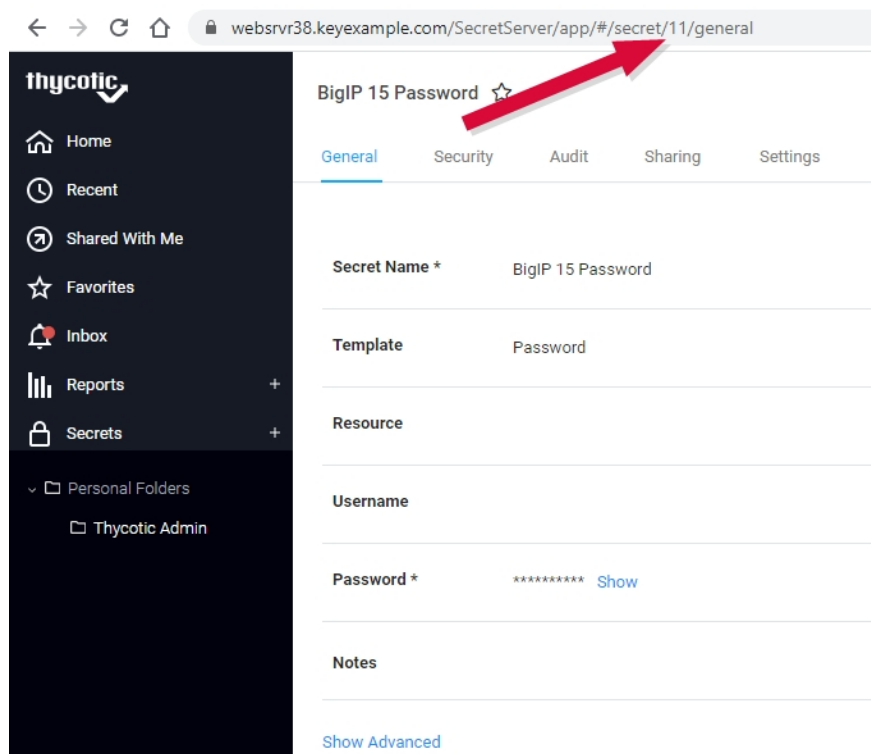 websrvr38.keyexample.com/SecretServer/app/#/secret/11/general
thycotic
Home
Recent
Shared With Me
Favorites
Inbox
Reports +
Secrets +
Personal Folders
Thycotic Admin
BigIP 15 Password
General Security Audit Sharing Settings
Secret Name * BigIP 15 Password
Template Password
Resource
Username
Password * ********** Show
Notes
Show Advanced